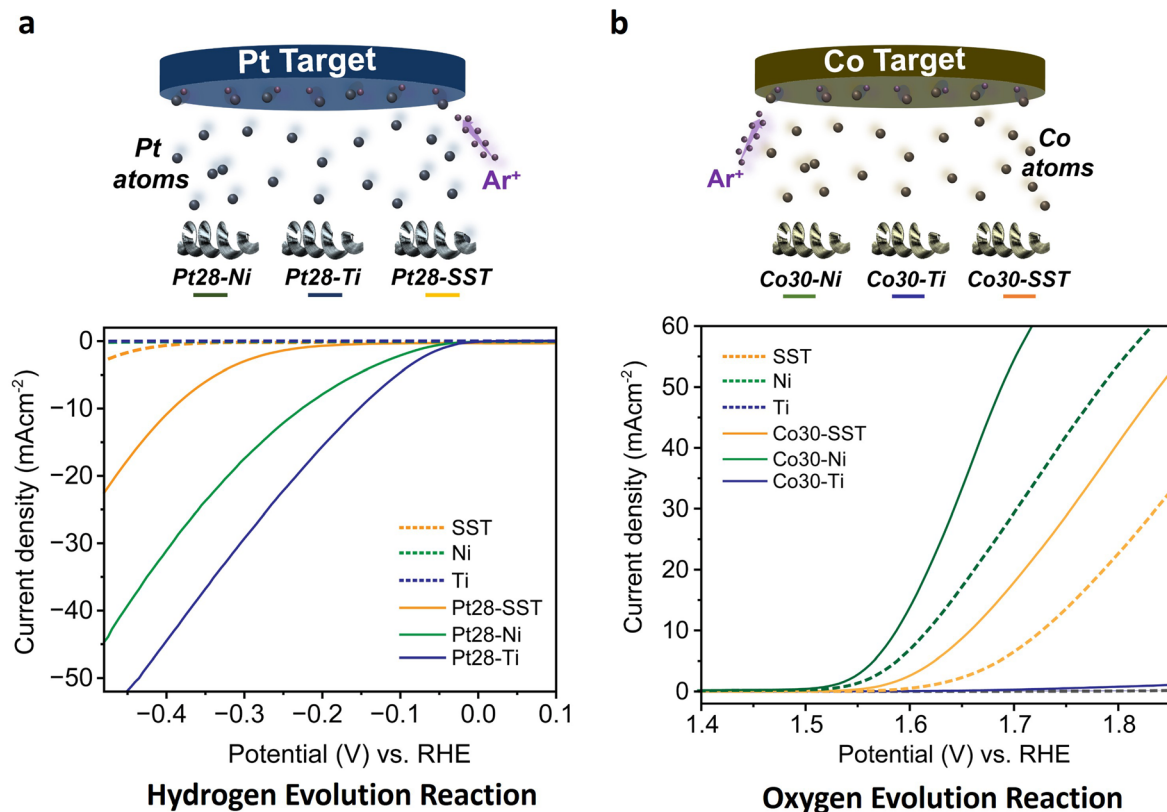 a
Pt Target
Pt
atoms
Ar⁺
Pt28-Ni
Pt28-Ti
Pt28-SST
0
−10
−20
−30
−40
−50
Current density (mAcm⁻²)
SST
Ni
Ti
Pt28-SST
Pt28-Ni
Pt28-Ti
−0.4
−0.3
−0.2
−0.1
0.0
0.1
Potential (V) vs. RHE
Hydrogen Evolution Reaction
b
Co Target
Co
atoms
Ar⁺
Co30-Ni
Co30-Ti
Co30-SST
60
50
40
30
20
10
0
Current density (mAcm⁻²)
SST
Ni
Ti
Co30-SST
Co30-Ni
Co30-Ti
1.4
1.5
1.6
1.7
1.8
Potential (V) vs. RHE
Oxygen Evolution Reaction